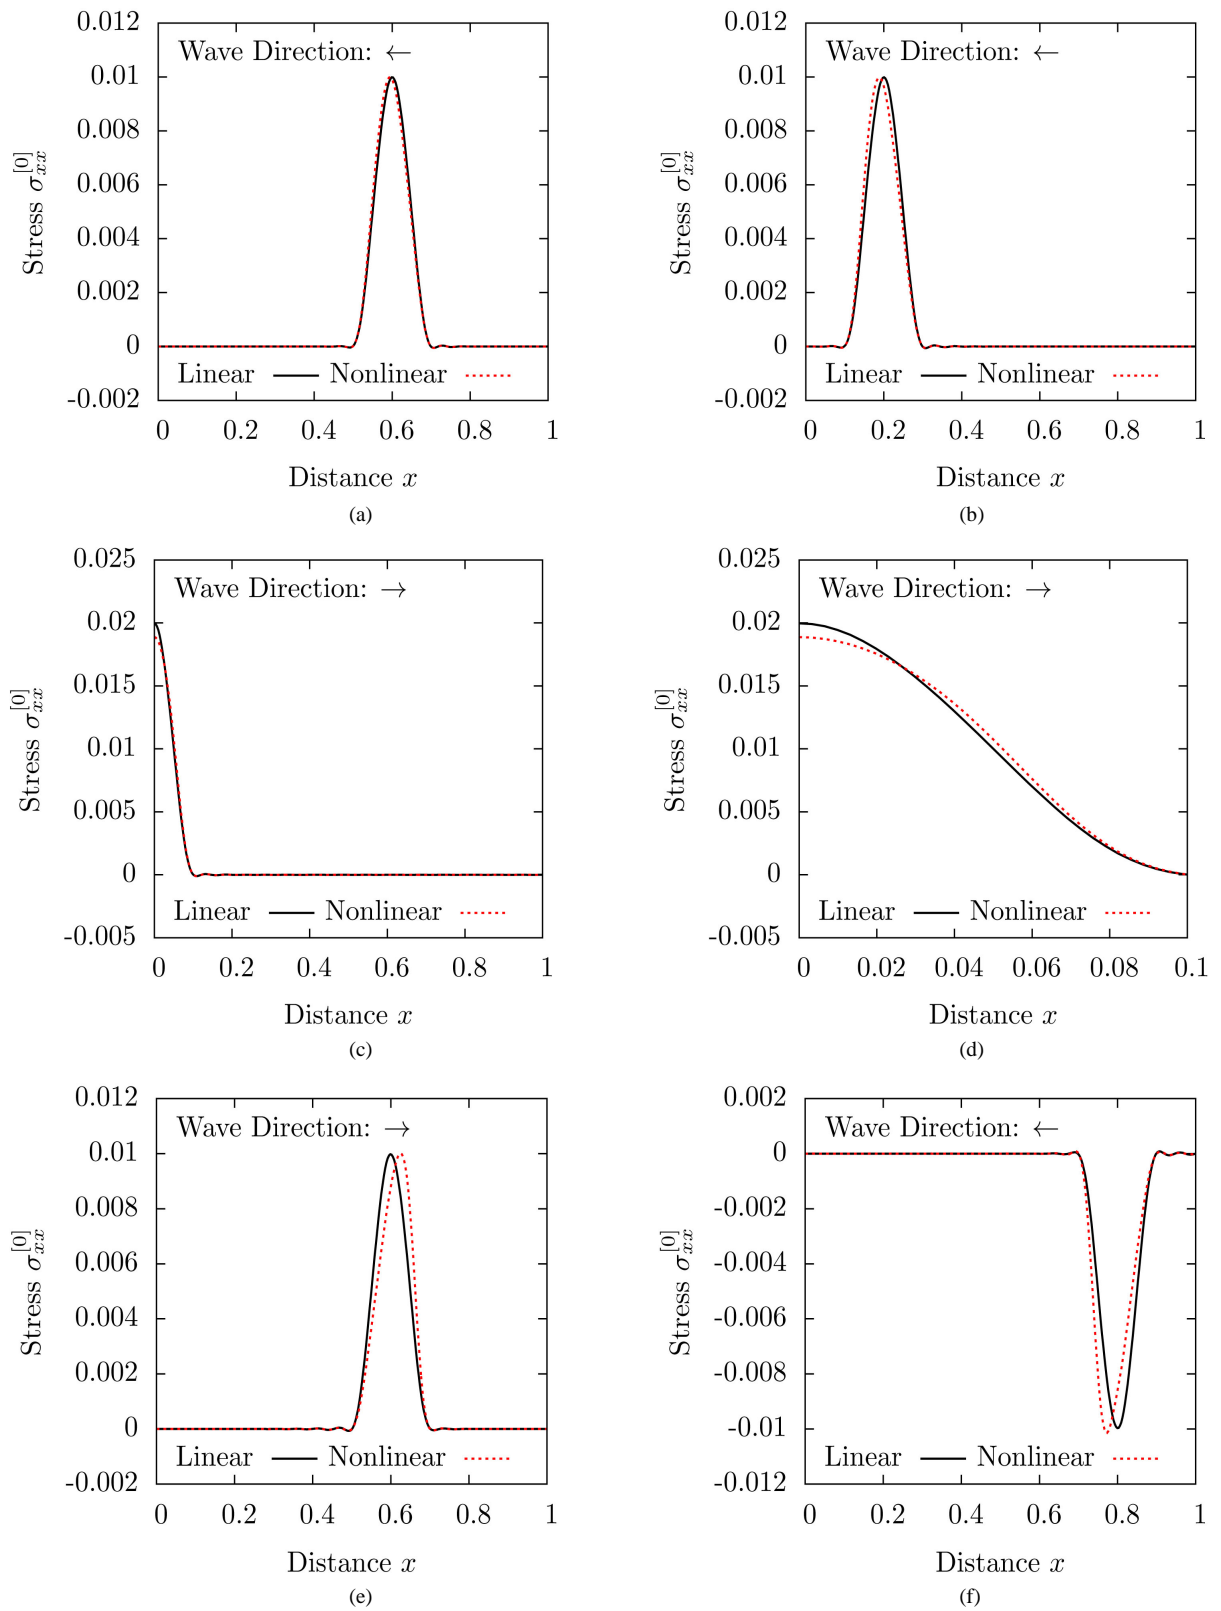 0.012
0.01
0.008
0.006
0.004
0.002
0
-0.002
Stress σ_{xx}^{[0]}
Wave Direction: ←
Linear Nonlinear
0 0.2 0.4 0.6 0.8 1
Distance x
(a)
0.012
0.01
0.008
0.006
0.004
0.002
0
-0.002
Stress σ_{xx}^{[0]}
Wave Direction: ←
Linear Nonlinear
0 0.2 0.4 0.6 0.8 1
Distance x
(b)
0.025
0.02
0.015
0.01
0.005
0
-0.005
Stress σ_{xx}^{[0]}
Wave Direction: →
Linear Nonlinear
0 0.2 0.4 0.6 0.8 1
Distance x
(c)
0.025
0.02
0.015
0.01
0.005
0
-0.005
Stress σ_{xx}^{[0]}
Wave Direction: →
Linear Nonlinear
0 0.02 0.04 0.06 0.08 0.1
Distance x
(d)
0.012
0.01
0.008
0.006
0.004
0.002
0
-0.002
Stress σ_{xx}^{[0]}
Wave Direction: →
Linear Nonlinear
0 0.2 0.4 0.6 0.8 1
Distance x
(e)
0.002
0
-0.002
-0.004
-0.006
-0.008
-0.01
-0.012
Stress σ_{xx}^{[0]}
Wave Direction: ←
Linear Nonlinear
0 0.2 0.4 0.6 0.8 1
Distance x
(f)